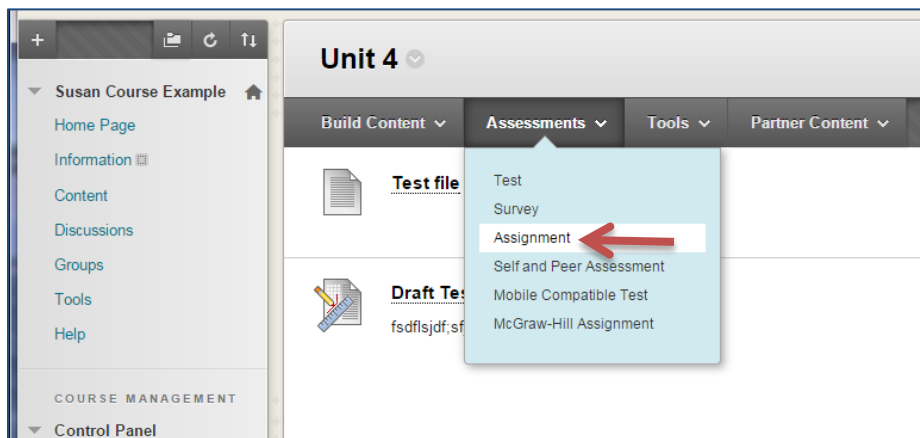 Susan Course Example
Home Page
Information
Content
Discussions
Groups
Tools
Help
COURSE MANAGEMENT
Control Panel
Unit 4
Build Content
Assessments
Tools
Partner Content
Test file
Test
Survey
Assignment
Self and Peer Assessment
Mobile Compatible Test
McGraw-Hill Assignment
Draft Tes
fsdflsjdf;sf